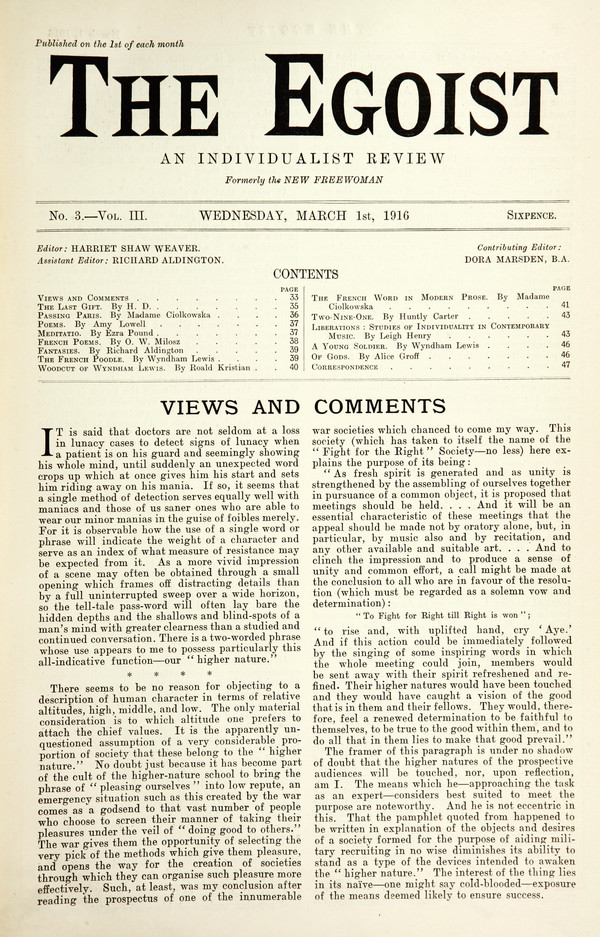 Published on the 1st of each month
THE EGOIST
AN INDIVIDUALIST REVIEW
Formerly the NEW FREEWOMAN
No. 3.—VOL. III.
WEDNESDAY, MARCH 1st, 1916
SIXPENCE.
Editor: HARRIET SHAW WEAVER.
Assistant Editor: RICHARD ALDINGTON.
Contributing Editor:
DORA MARSDEN, B.A.
CONTENTS
PAGE
VIEWS AND COMMENTS . . . . . . 33
THE LAST GIFT. By H. D. . . . . . 35
PASSING PARIS. By Madame Ciolkowska . . . . 36
POEMS. By Amy Lowell . . . . . 37
MEDITATIO. By Ezra Pound . . . . . 37
FRENCH POEMS. By O. W. Milosz . . . . 38
FANTASIES. By Richard Aldington . . . . 39
THE FRENCH POODLE. By Wyndham Lewis . . . 39
WOODCUT OF WYNDHAM LEWIS. By Roald Kristian . . 40
PAGE
THE FRENCH WORD IN MODERN PROSE. By Madame
Ciolkowska . . . . . . . 41
TWO-NINE-ONE. By Huntly Carter . . . . 43
LIBERATIONS: STUDIES OF INDIVIDUALITY IN CONTEMPORARY
MUSIC. By Leigh Henry . . . . . 43
A YOUNG SOLDIER. By Wyndham Lewis . . . 46
OF GODS. By Alice Groff . . . . . 46
CORRESPONDENCE . . . . . . 47
VIEWS AND COMMENTS
IT is said that doctors are not seldom at a loss
in lunacy cases to detect signs of lunacy when
a patient is on his guard and seemingly showing
his whole mind, until suddenly an unexpected word
crops up which at once gives him his start and sets
him riding away on his mania. If so, it seems that
a single method of detection serves equally well with
maniacs and those of us saner ones who are able to
wear our minor manias in the guise of foibles merely.
For it is observable how the use of a single word or
phrase will indicate the weight of a character and
serve as an index of what measure of resistance may
be expected from it. As a more vivid impression
of a scene may often be obtained through a small
opening which frames off distracting details than
by a full uninterrupted sweep over a wide horizon,
so the tell-tale pass-word will often lay bare the
hidden depths and the shallows and blind-spots of a
man's mind with greater clearness than a studied and
continued conversation. There is a two-worded phrase
whose use appears to me to possess particularly this
all-indicative function—our “ higher nature.”
* * * *
There seems to be no reason for objecting to a
description of human character in terms of relative
altitudes, high, middle, and low. The only material
consideration is to which altitude one prefers to
attach the chief values. It is the apparently un-
questioned assumption of a very considerable pro-
portion of society that these belong to the “ higher
nature.” No doubt just because it has become part
of the cult of the higher-nature school to bring the
phrase of “ pleasing ourselves ” into low repute, an
emergency situation such as this created by the war
comes as a godsend to that vast number of people
who choose to screen their manner of taking their
pleasures under the veil of “ doing good to others.”
The war gives them the opportunity of selecting the
very pick of the methods which give them pleasure,
and opens the way for the creation of societies
through which they can organise such pleasure more
effectively. Such, at least, was my conclusion after
reading the prospectus of one of the innumerable
war societies which chanced to come my way. This
society (which has taken to itself the name of the
“ Fight for the Right ” Society—no less) here ex-
plains the purpose of its being:
“ As fresh spirit is generated and as unity is
strengthened by the assembling of ourselves together
in pursuance of a common object, it is proposed that
meetings should be held. . . . And it will be an
essential characteristic of these meetings that the
appeal should be made not by oratory alone, but, in
particular, by music also and by recitation, and
any other available and suitable art. . . . And to
clinch the impression and to produce a sense of
unity and common effort, a call might be made at
the conclusion to all who are in favour of the resolu-
tion (which must be regarded as a solemn vow and
determination):
“ To Fight for Right till Right is won ”;
“ to rise and, with uplifted hand, cry ‘ Aye.’
And if this action could be immediately followed
by the singing of some inspiring words in which
the whole meeting could join, members would
be sent away with their spirit refreshed and re-
fined. Their higher natures would have been touched
and they would have caught a vision of the good
that is in them and their fellows. They would, there-
fore, feel a renewed determination to be faithful to
themselves, to be true to the good within them, and to
do all that in them lies to make that good prevail.”
The framer of this paragraph is under no shadow
of doubt that the higher natures of the prospective
audiences will be touched, nor, upon reflection,
am I. The means which he—approaching the task
as an expert—considers best suited to meet the
purpose are noteworthy. And he is not eccentric in
this. That the pamphlet quoted from happened to
be written in explanation of the objects and desires
of a society formed for the purpose of aiding mili-
tary recruiting in no wise diminishes its ability to
stand as a type of the devices intended to awaken
the “ higher nature.” The interest of the thing lies
in its naïve—one might say cold-blooded—exposure
of the means deemed likely to ensure success.